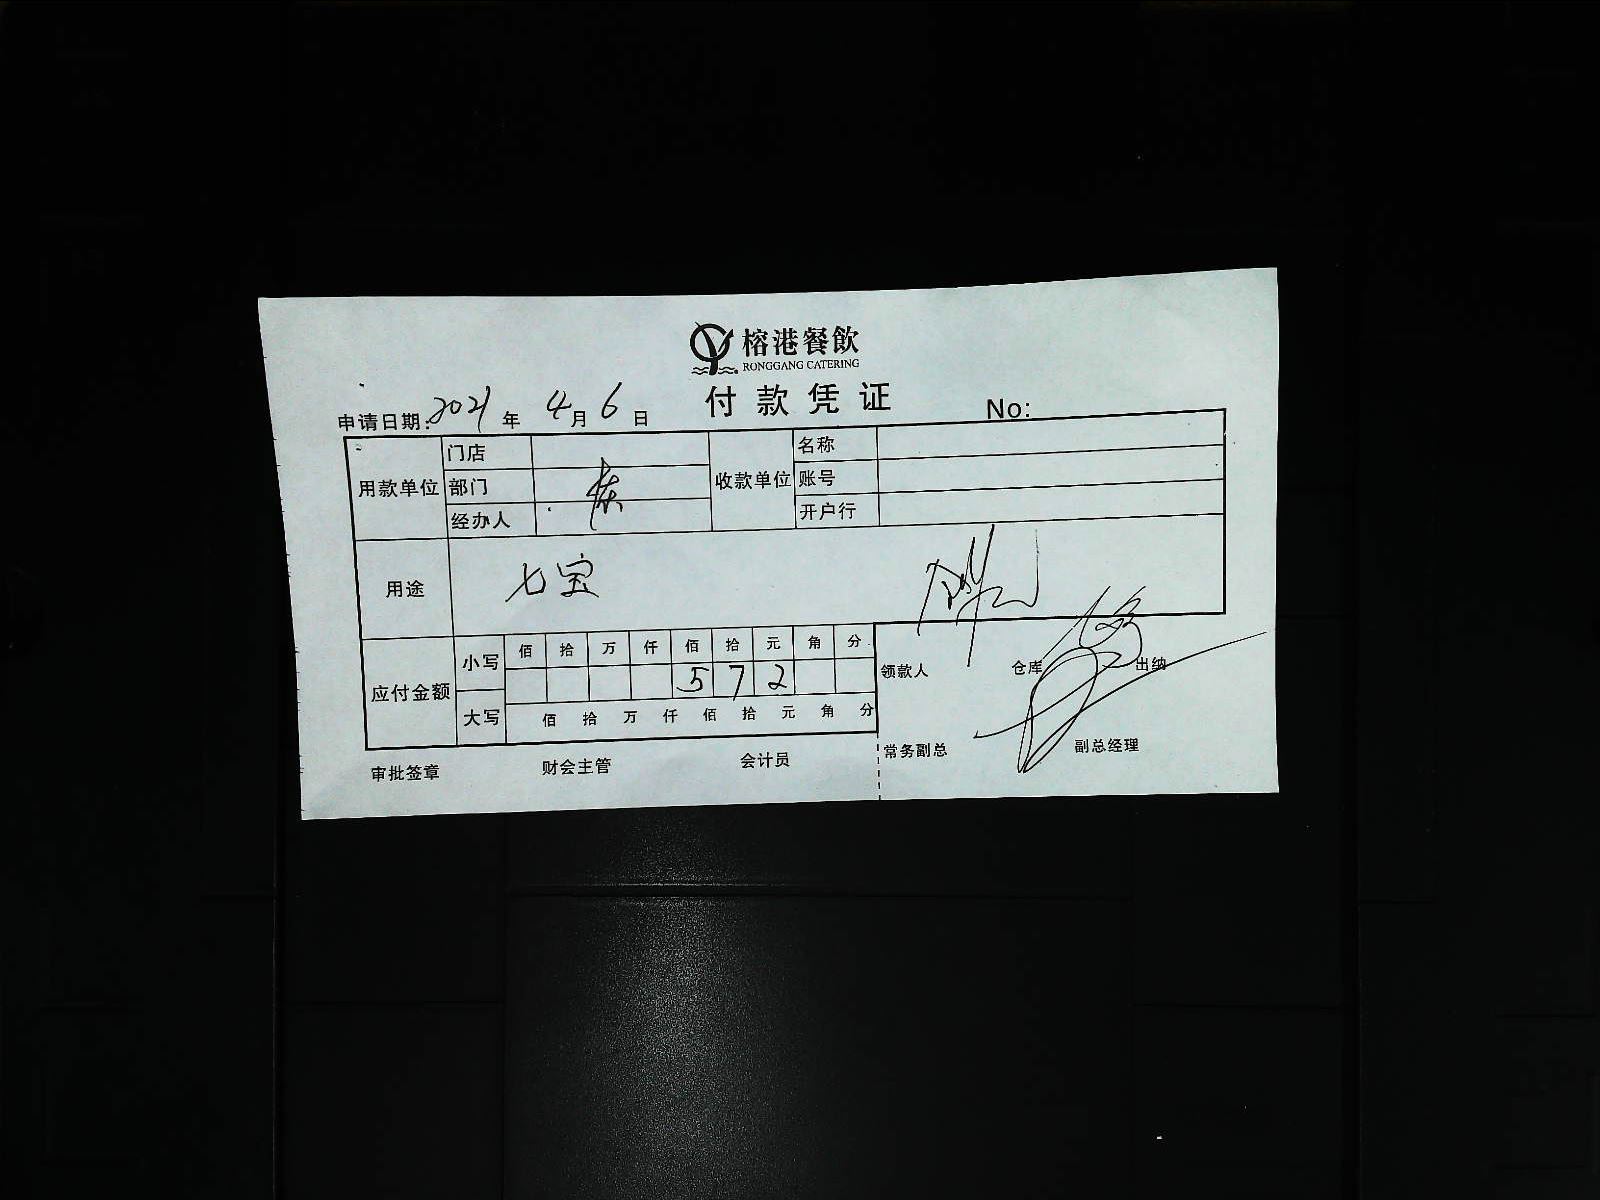 榕港餐飲
RONGGANG CATERING
付款凭证
申请日期: 2021 年 4 月 6 日 No:
用款单位 门店 收款单位 名称
部门 账号
经办人 开户行
用途 七宝
应付金额 小写 佰 拾 万 仟 佰 拾 元 角 分
5 7 2
大写 佰 拾 万 仟 佰 拾 元 角 分
领款人 仓库 出纳
常务副总 副总经理
审批签章 财会主管 会计员